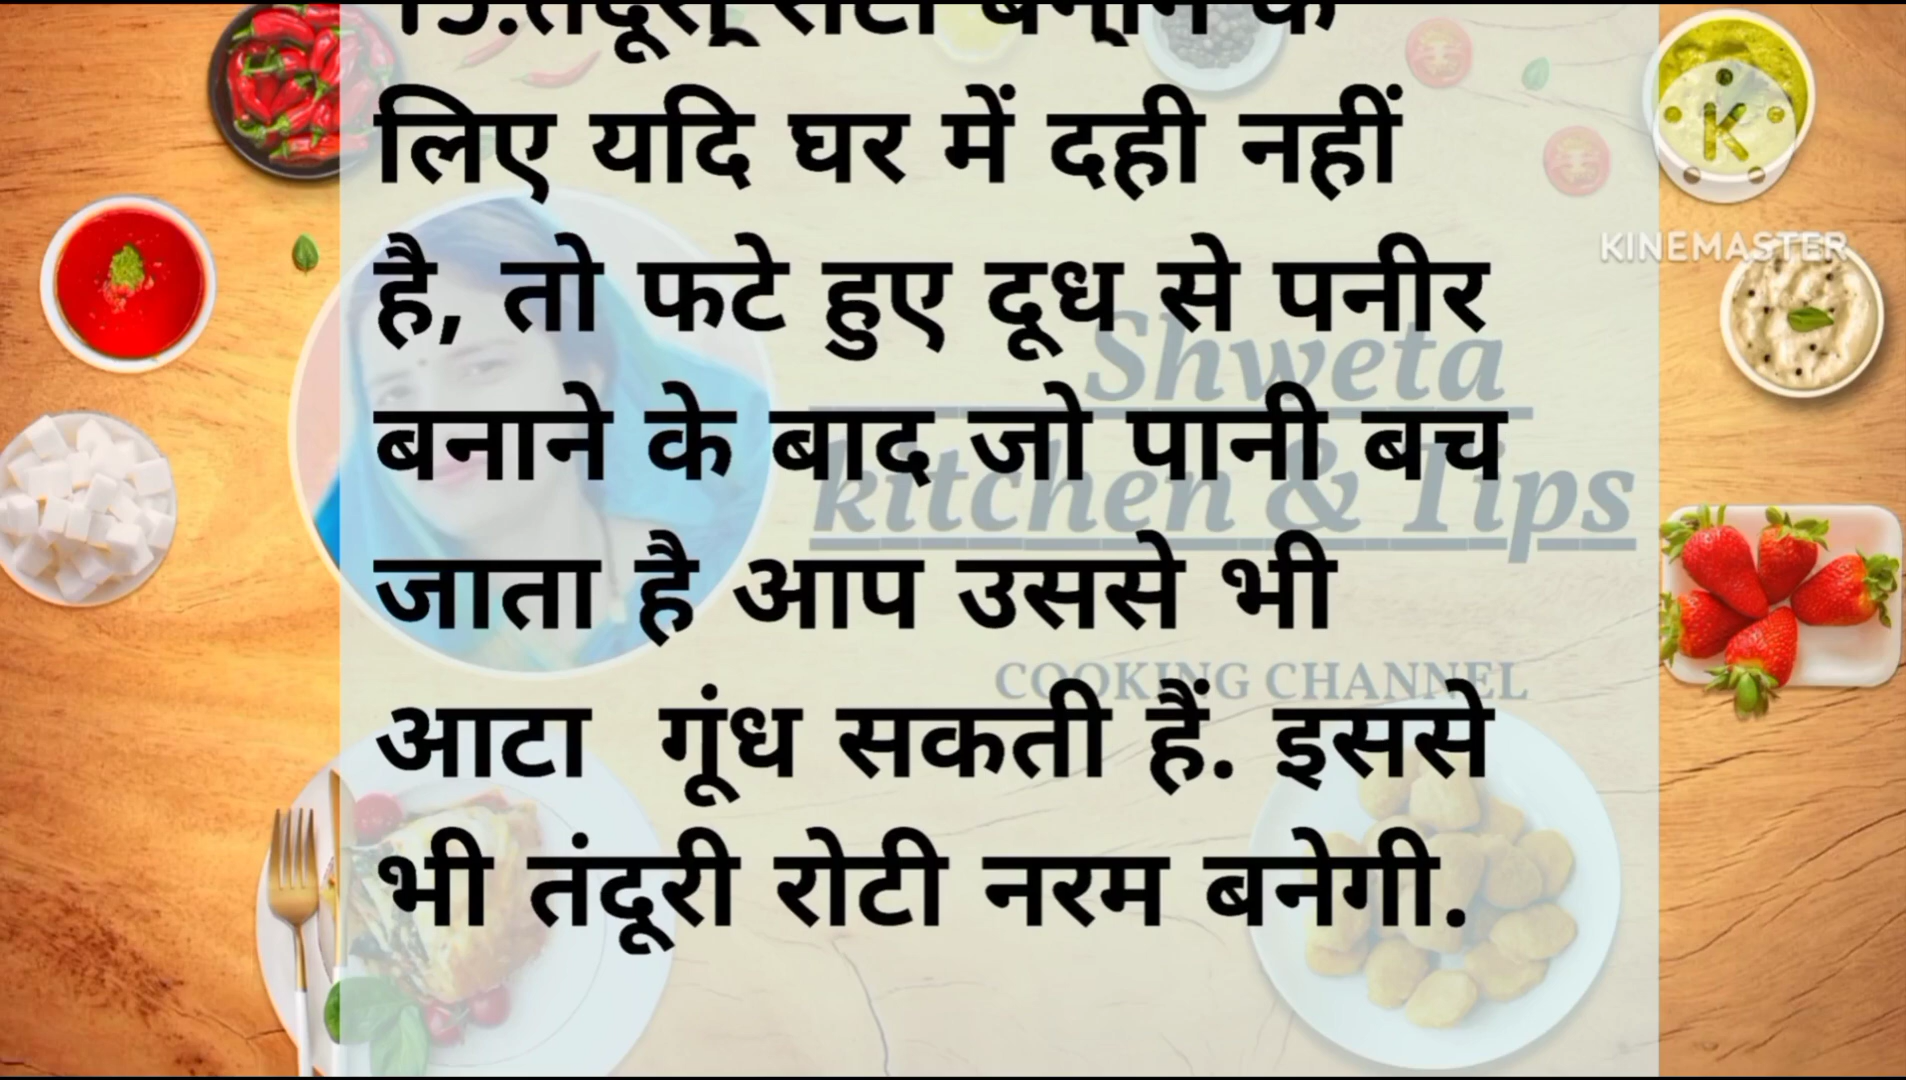 लिए यदि घर में दही नहीं
है, तो फटे हुए दूध से पनीर
बनाने के बाद जो पानी बच
जाता है आप उससे भी
आटा  गूंध सकती हैं. इससे
भी तंदूरी रोटी नरम बनेगी.
K
KINEMASTER
Shweta
kitchen & Tips
COOKING CHANNEL